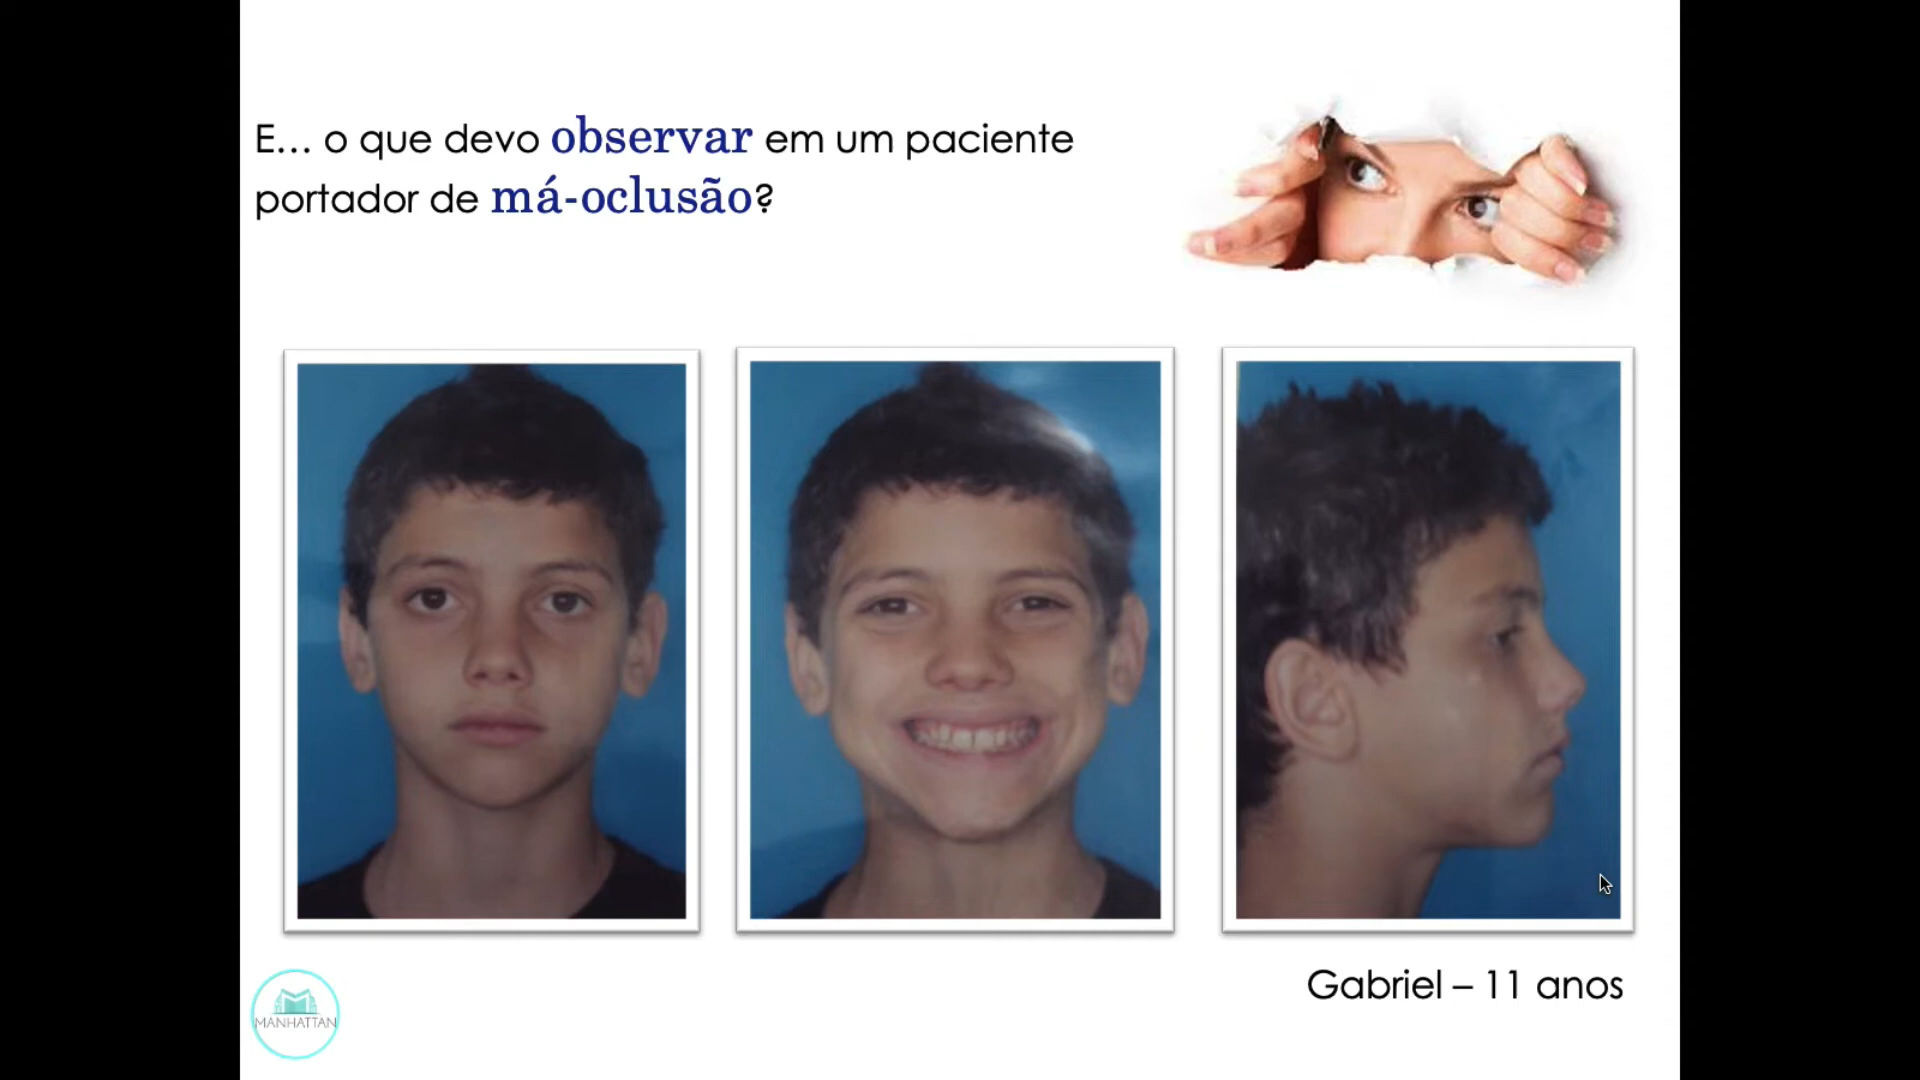 E... o que devo observar em um paciente
portador de má-oclusão?
Gabriel – 11 anos
MANHATTAN